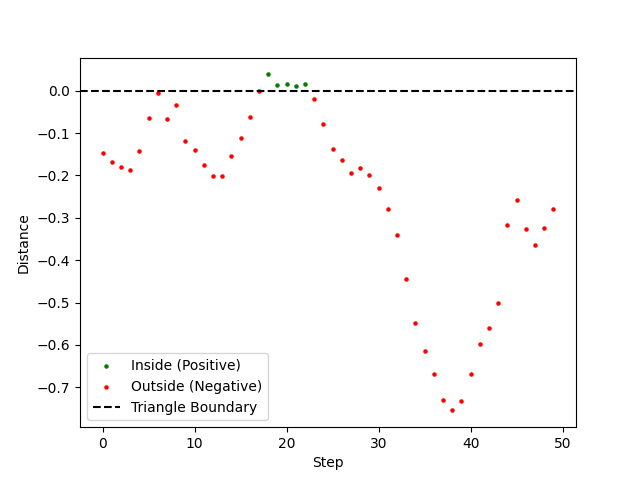 0.0
−0.1
−0.2
−0.3
−0.4
−0.5
−0.6
−0.7
Distance
Inside (Positive)
Outside (Negative)
Triangle Boundary
0 10 20 30 40 50
Step